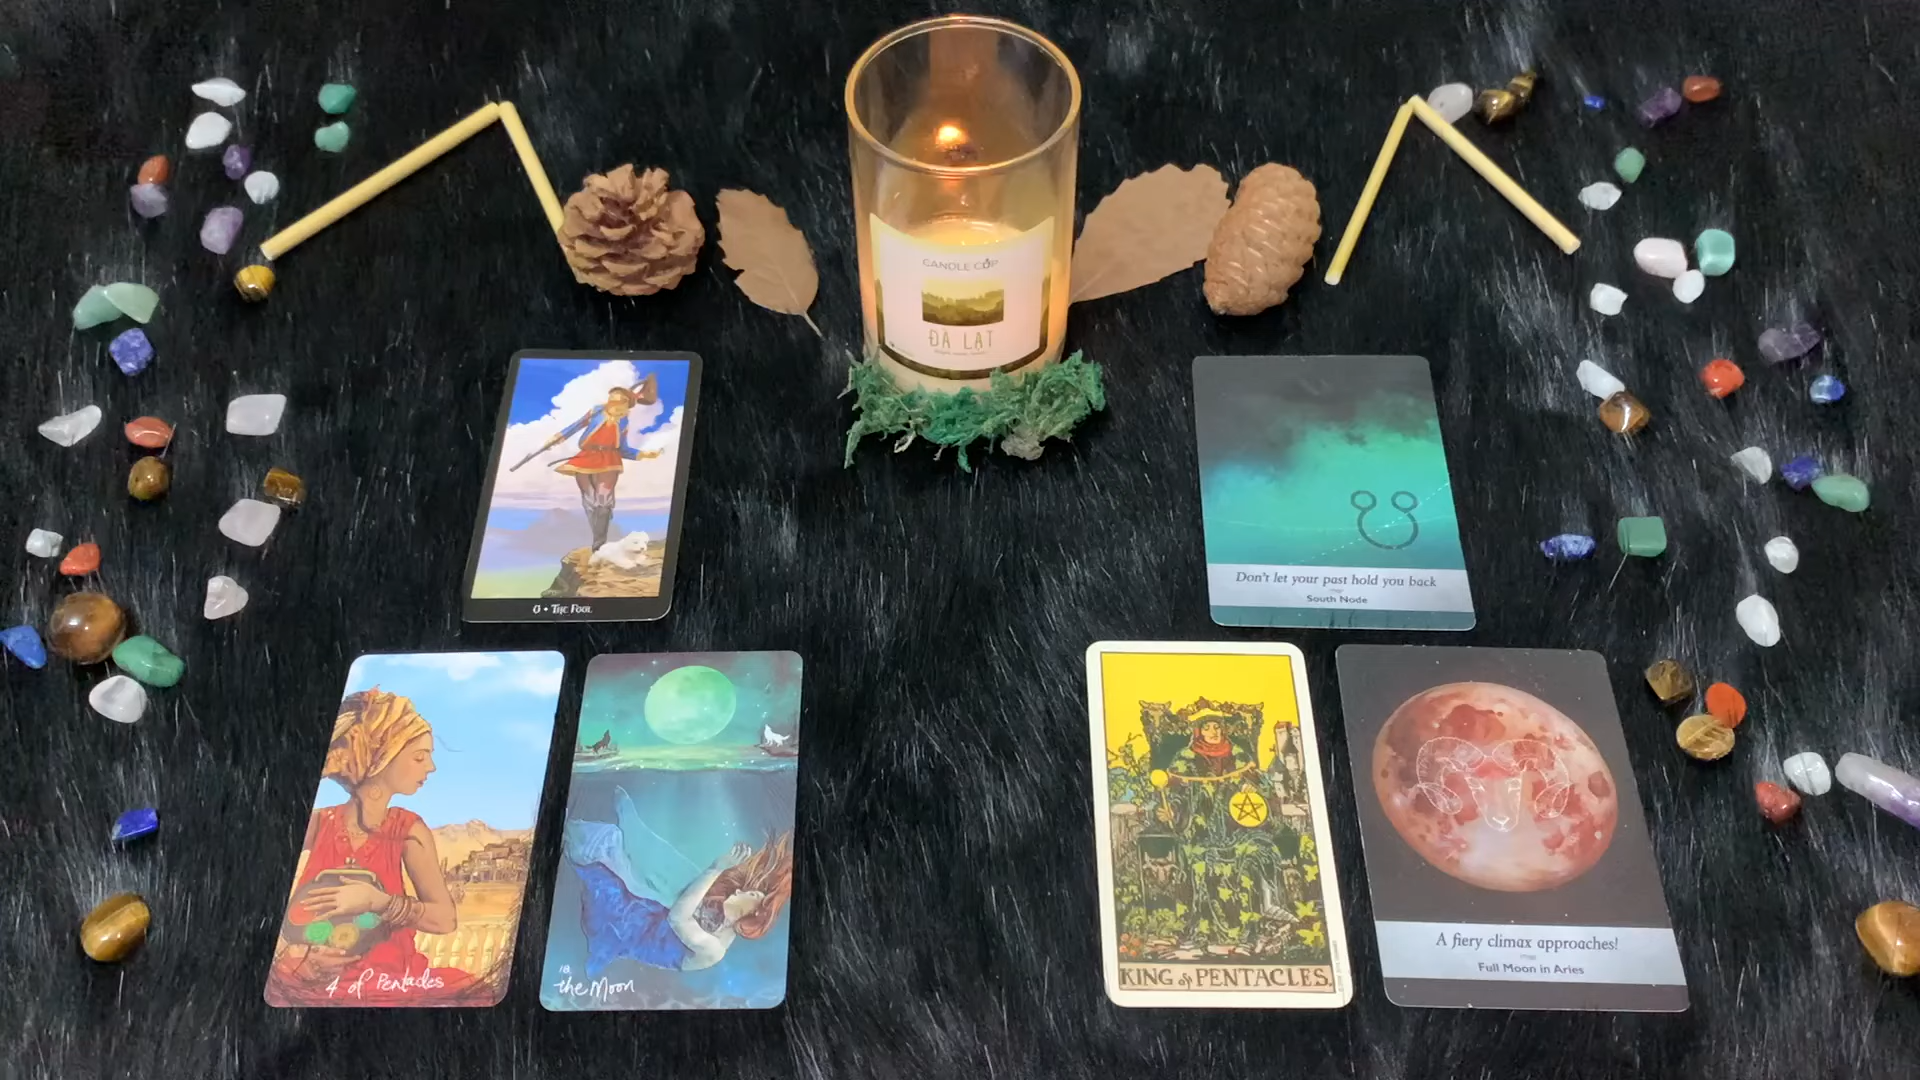 CANDLE CUP
ĐÀ LẠT
0 • THE FOOL
Don't let your past hold you back
South Node
4 of Pentacles
18
the Moon
KING of PENTACLES.
A fiery climax approaches!
Full Moon in Aries